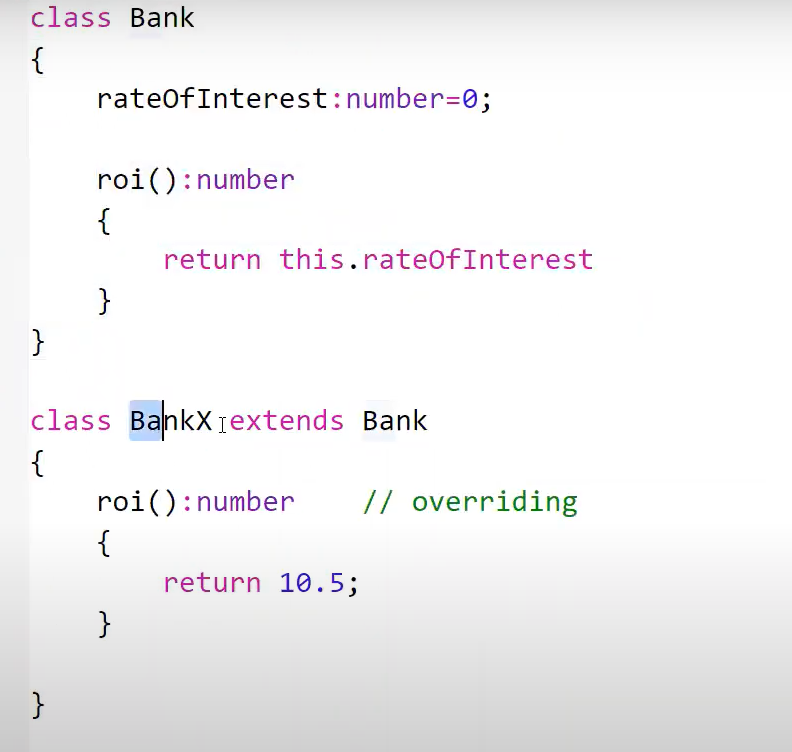 class Bank
{
rateOfInterest:number=0;
roi():number
{
return this.rateOfInterest
}
}
class BankX extends Bank
{
roi():number // overriding
{
return 10.5;
}
}